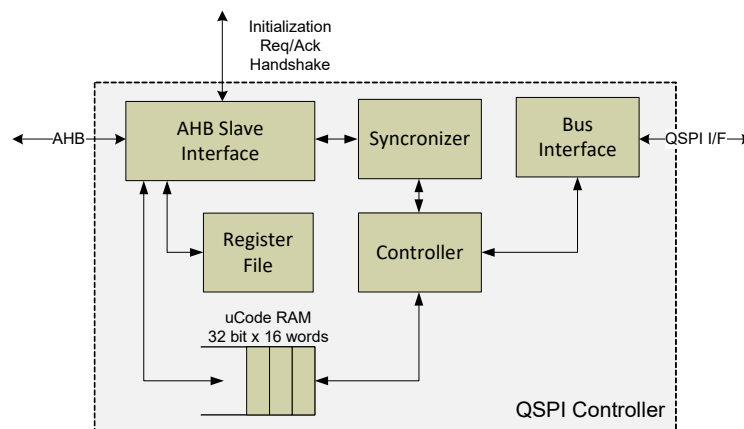 Initialization
Req/Ack
Handshake
AHB
AHB Slave
Interface
Syncronizer
Bus
Interface
QSPI I/F
Register
File
Controller
uCode RAM
32 bit x 16 words
QSPI Controller